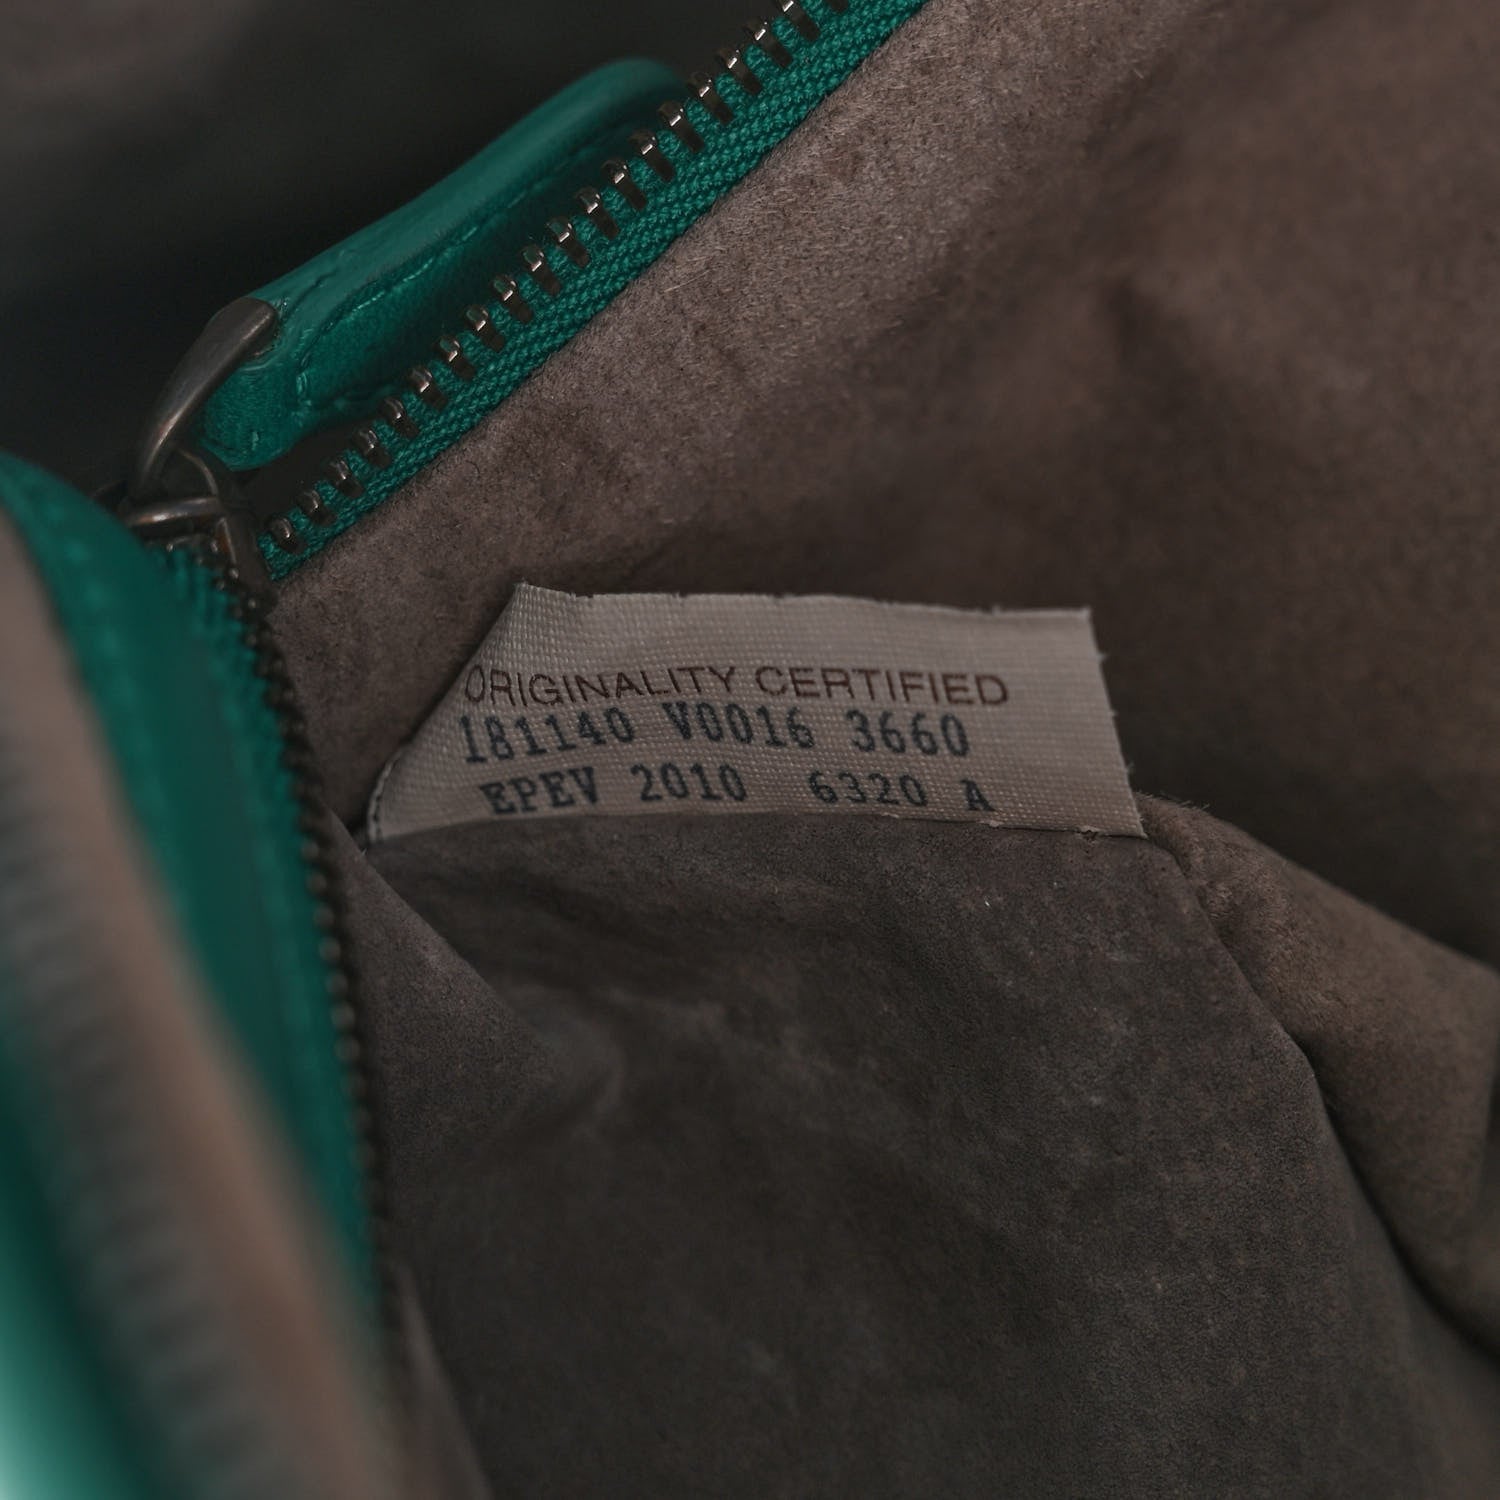 ORIGINALITY CERTIFIED
181140 V0016 3660
EPEV 2010 6320 A